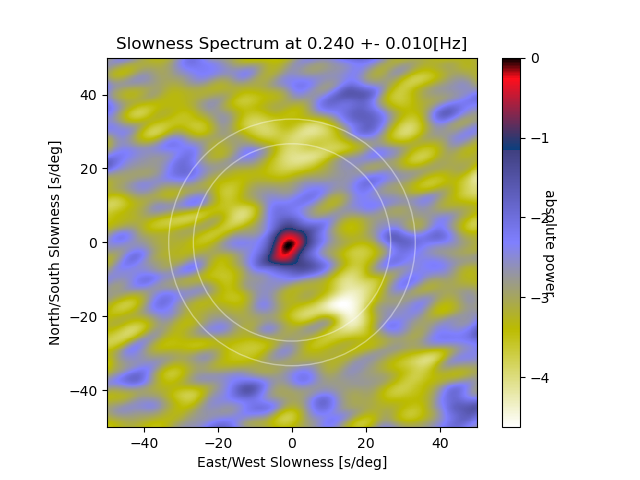 Slowness Spectrum at 0.240 +- 0.010[Hz]
North/South Slowness [s/deg]
40
20
0
−20
−40
−40 −20 0 20 40
East/West Slowness [s/deg]
0
−1
−2
−3
−4
absolute power